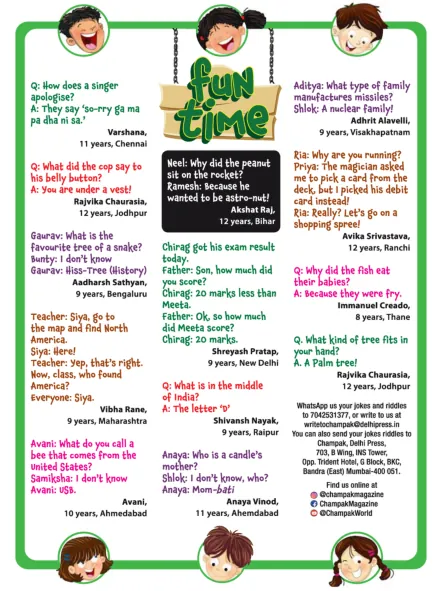 Q: How does a singer
apologise?
A: They say ‘so-rry ga ma
pa dha ni sa.’
Varshana,
11 years, Chennai
Q: What did the cop say to
his belly button?
A: You are under a vest!
Rajvika Chaurasia,
12 years, Jodhpur
Gaurav: What is the
favourite tree of a snake?
Bunty: I don’t know
Gaurav: Hiss-Tree (History)
Aadharsh Sathyan,
9 years, Bengaluru
Teacher: Siya, go to
the map and find North
America.
Siya: Here!
Teacher: Yep, that’s right.
Now, class, who found
America?
Everyone: Siya.
Vibha Rane,
9 years, Maharashtra
Avani: What do you call a
bee that comes from the
United States?
Samiksha: I don’t know
Avani: USB.
Avani,
10 years, Ahmedabad
fun
time
Neel: Why did the peanut
sit on the rocket?
Ramesh: Because he
wanted to be astro-nut!
Akshat Raj,
12 years, Bihar
Chirag got his exam result
today.
Father: Son, how much did
you score?
Chirag: 20 marks less than
Meeta.
Father: Ok, so how much
did Meeta score?
Chirag: 20 marks.
Shreyash Pratap,
9 years, New Delhi
Q: What is in the middle
of India?
A: The letter ‘D’
Shivansh Nayak,
9 years, Raipur
Anaya: Who is a candle’s
mother?
Shlok: I don’t know, who?
Anaya: Mom-bati
Anaya Vinod,
11 years, Ahemdabad
Aditya: What type of family
manufactures missiles?
Shlok: A nuclear family!
Adhrit Alavelli,
9 years, Visakhapatnam
Ria: Why are you running?
Priya: The magician asked
me to pick a card from the
deck, but I picked his debit
card instead!
Ria: Really? Let’s go on a
shopping spree!
Avika Srivastava,
12 years, Ranchi
Q: Why did the fish eat
their babies?
A: Because they were fry.
Immanuel Creado,
8 years, Thane
Q. What kind of tree fits in
your hand?
A. A Palm tree!
Rajvika Chaurasia,
12 years, Jodhpur
WhatsApp us your jokes and riddles
to 7042531377, or write to us at
writetochampak@delhipress.in
You can also send your jokes riddles to
Champak, Delhi Press,
703, B Wing, INS Tower,
Opp. Trident Hotel, G Block, BKC,
Bandra (East) Mumbai-400 051.
Find us online at
@champakmagazine
ChampakMagazine
@ChampakWorld